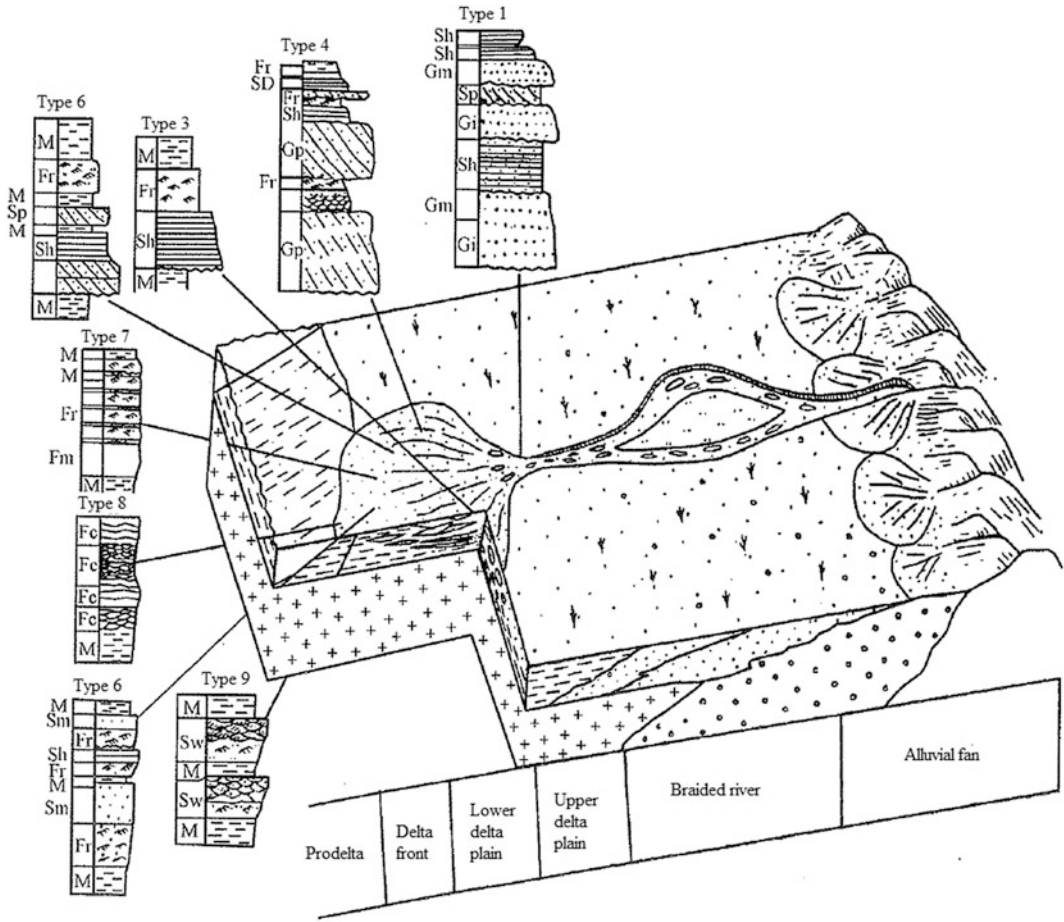 Type 1
Sh
Sh
Gm
Sp
Gi
Sh
Gm
Gi
Type 4
Fr
SD
Fr
Sh
Gp
Fr
Gp
Type 6
M
Fr
M
Sp
M
Sh
M
Type 3
M
Fr
Sh
M
Type 7
M
M
Fr
Fm
M
Type 8
Fc
Fc
Fc
Fc
M
Type 6
M
Sm
Fr
Sh
Fr
M
Sm
Fr
M
Type 9
M
Sw
M
Sw
M
Prodelta
Delta
front
Lower
delta
plain
Upper
delta
plain
Braided river
Alluvial fan